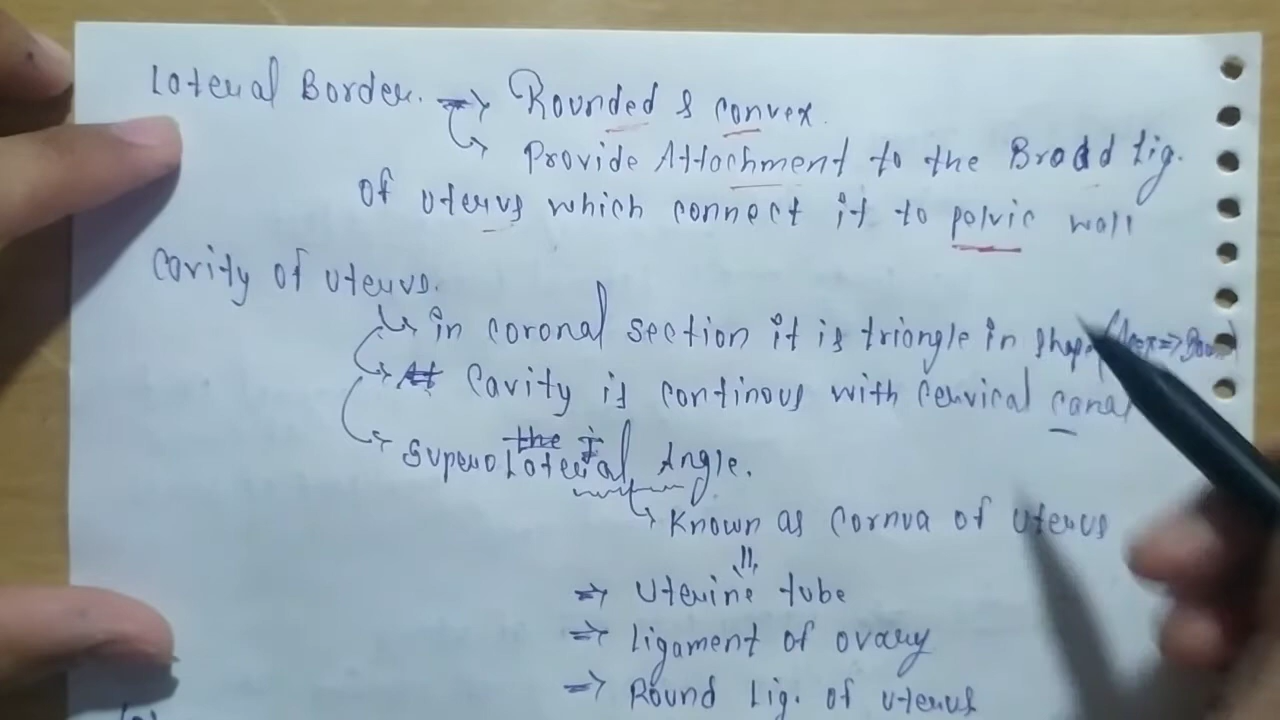 Lateral Border. → Rounded & convex.
→ Provide Attachment to the Broad Lig.
of uterus which connect it to pelvic wall
Cavity of uterus.
→ in coronal section it is triangle in shape
→ Cavity is continous with cervical canal
→ Superolateral Angle.
→ Known as Cornua of uterus
⇒ Uterine tube
⇒ Ligament of ovary
⇒ Round Lig. of uterus